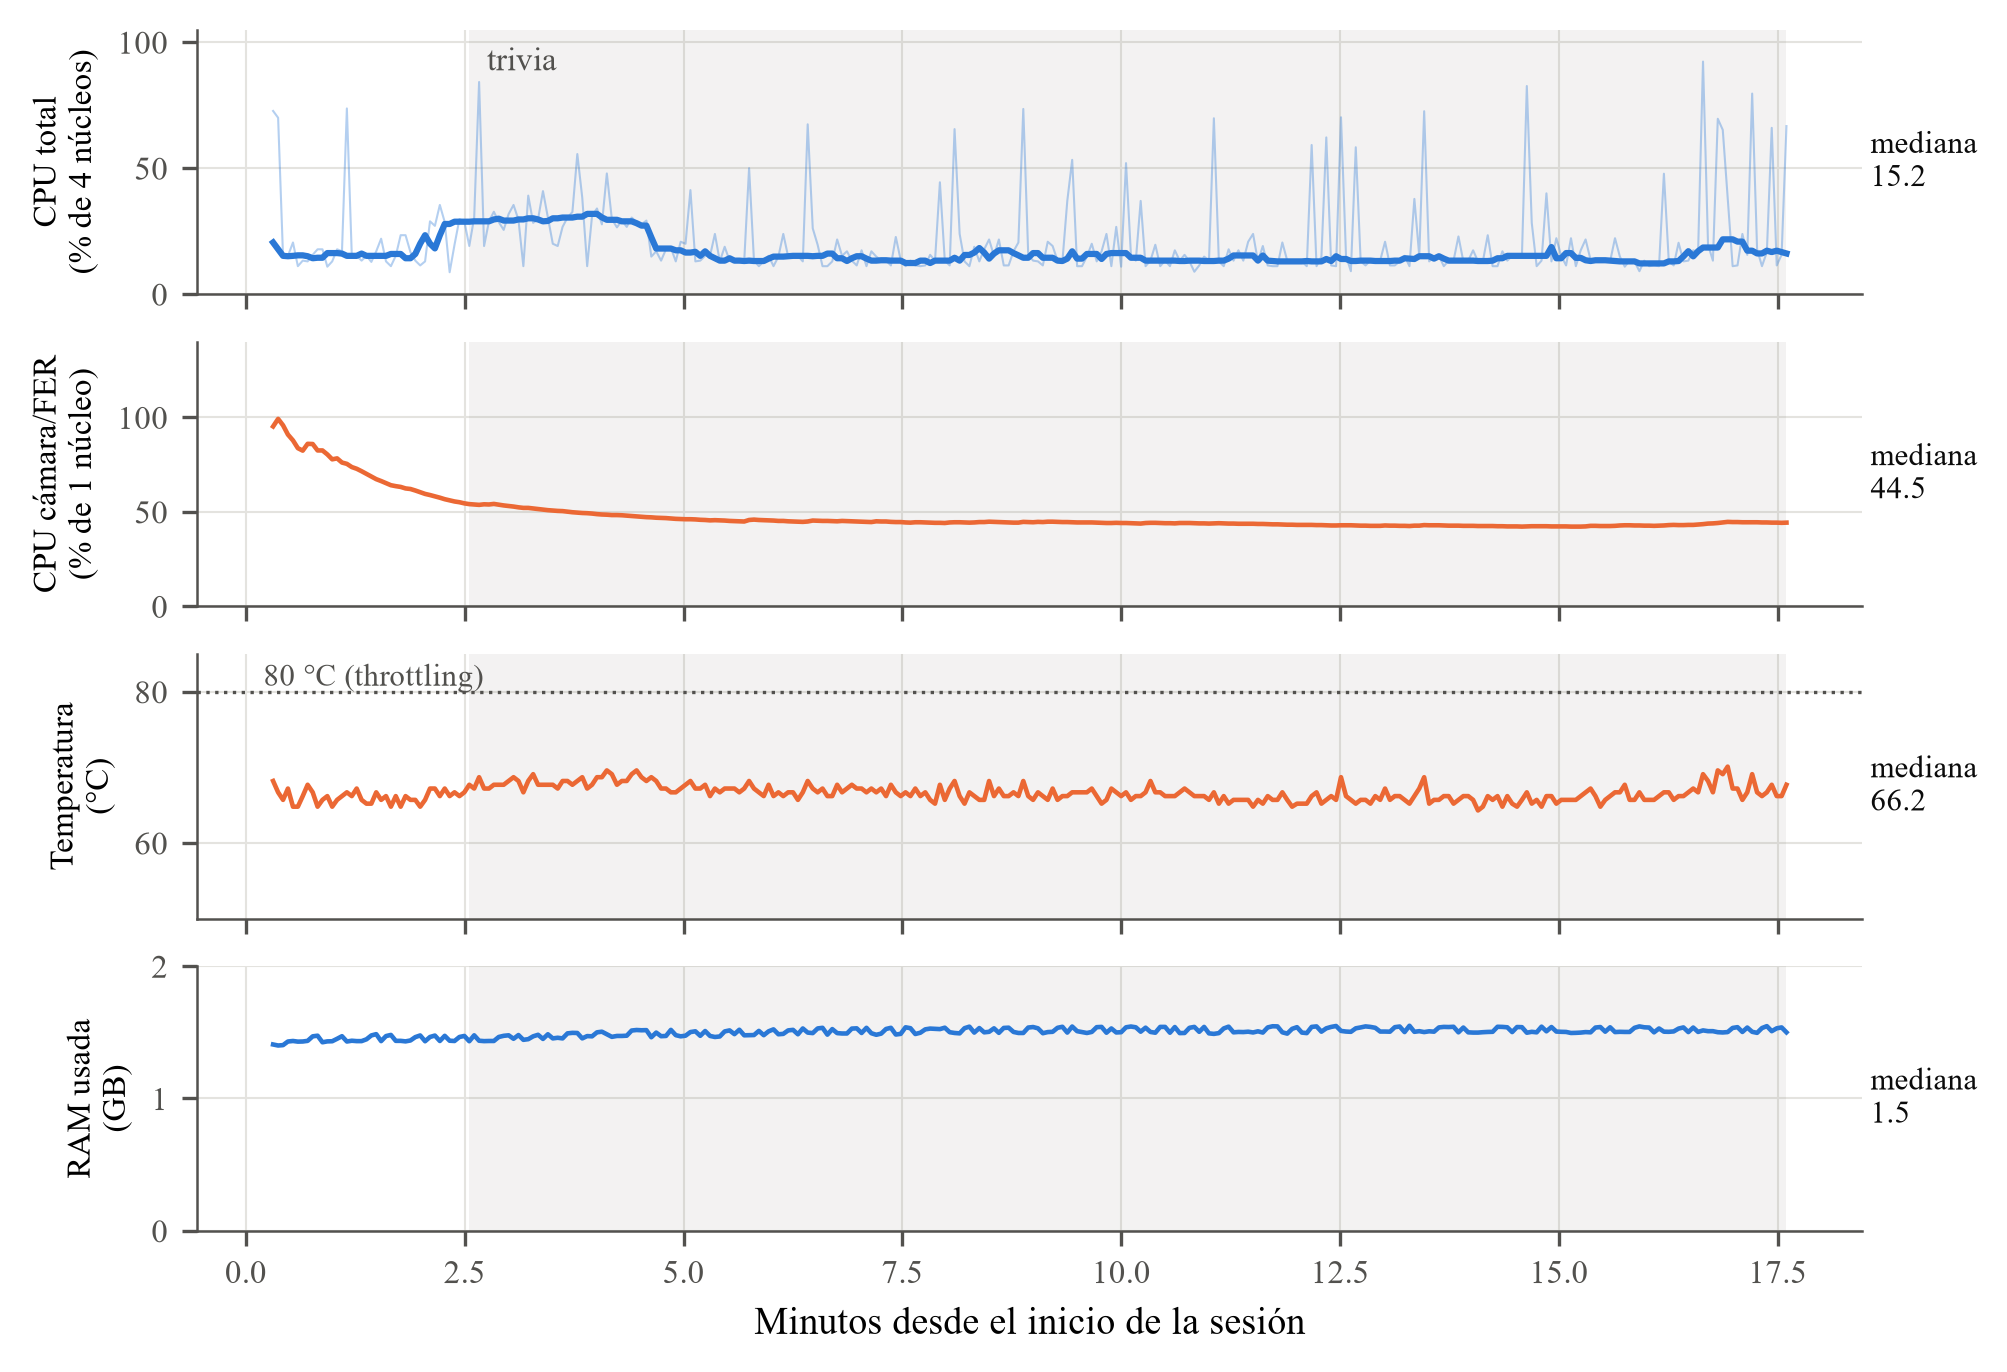 CPU total
(% de 4 núcleos)
100
50
0
trivia
mediana
15.2
CPU cámara/FER
(% de 1 núcleo)
100
50
0
mediana
44.5
Temperatura
(°C)
80
60
80 °C (throttling)
mediana
66.2
RAM usada
(GB)
2
1
0
mediana
1.5
0.0 2.5 5.0 7.5 10.0 12.5 15.0 17.5
Minutos desde el inicio de la sesión